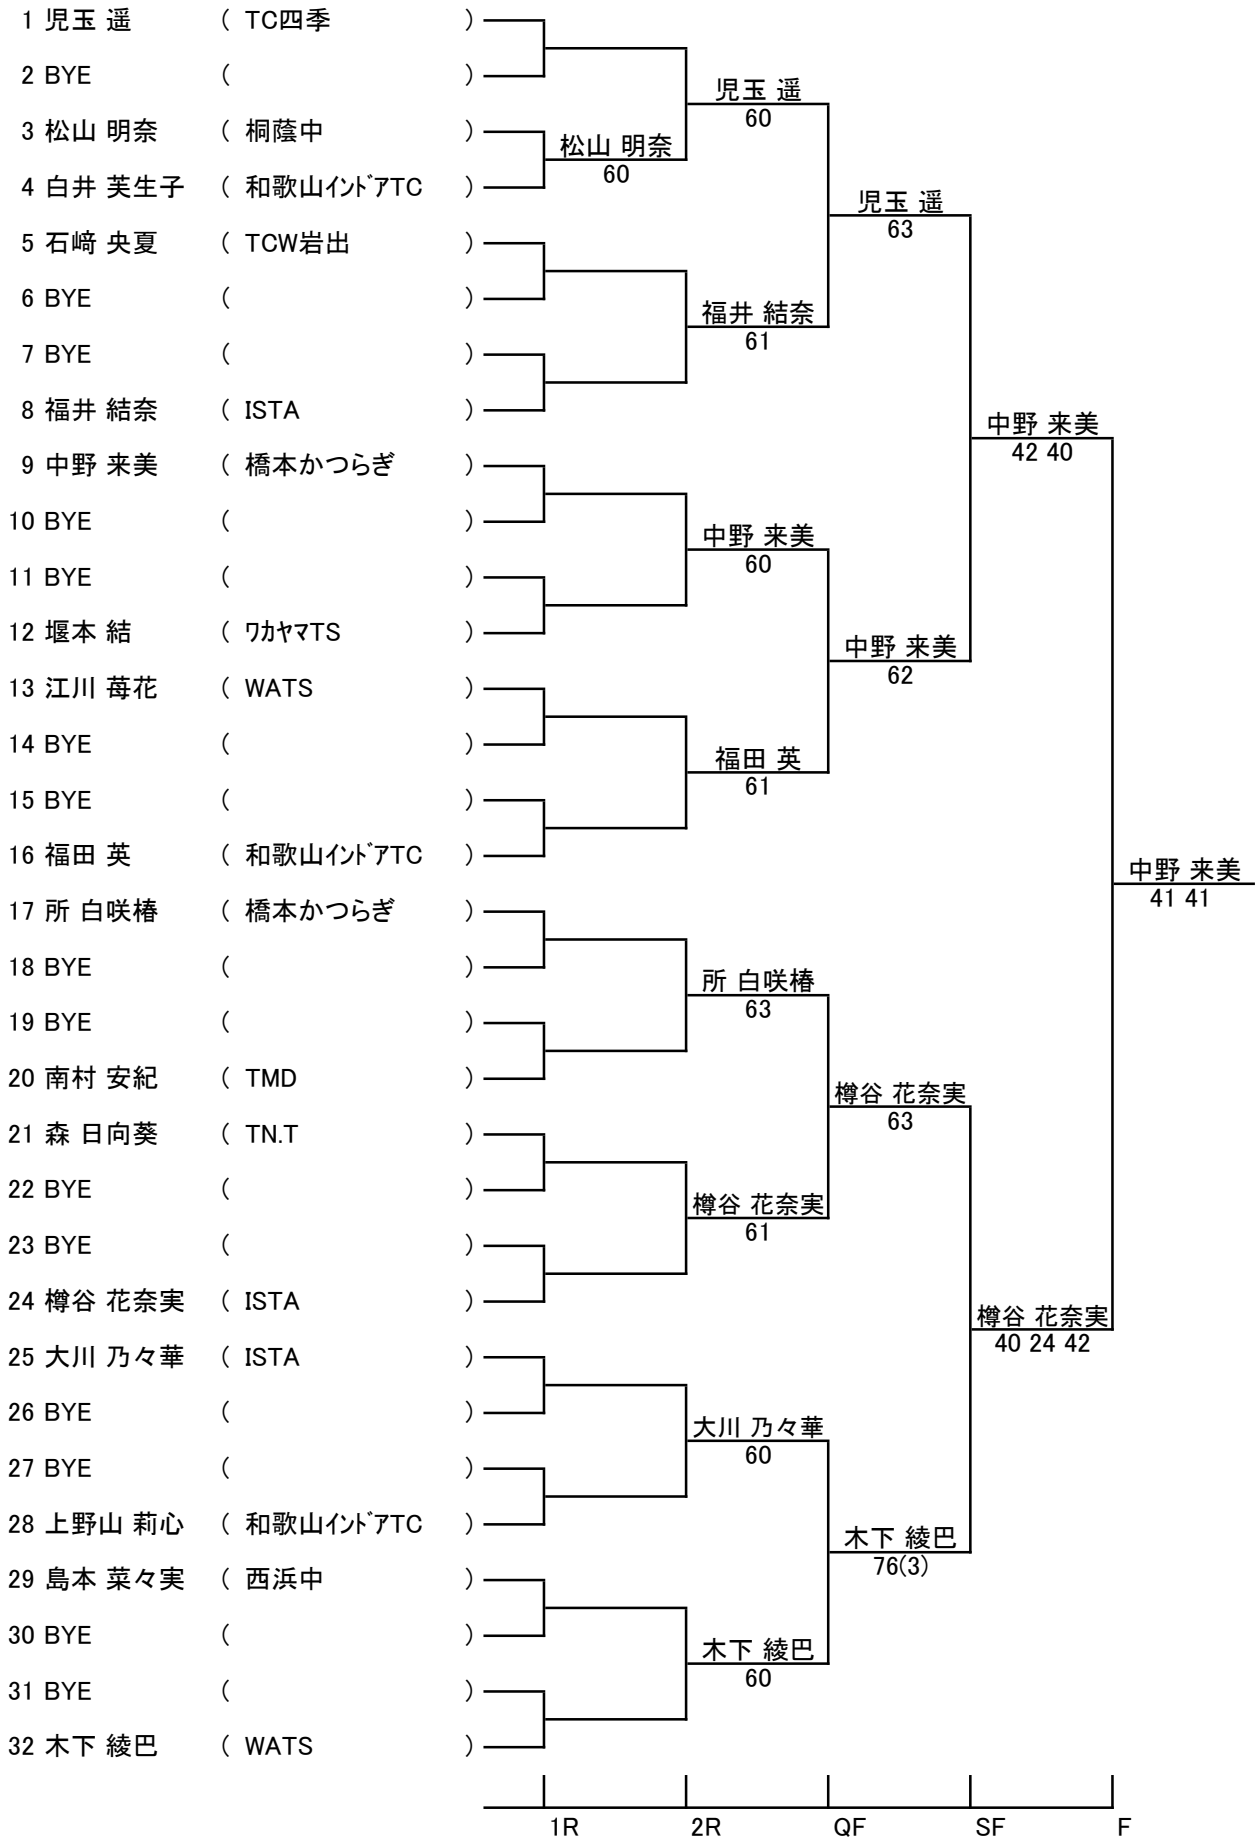 1 児玉 遥 ( TC四季 )
2 BYE ( )
児玉 遥
60
3 松山 明奈 ( 桐蔭中 )
松山 明奈
60
4 白井 芙生子 ( 和歌山ｲﾝﾄﾞｱTC )
児玉 遥
63
5 石﨑 央夏 ( TCW岩出 )
6 BYE ( )
福井 結奈
61
7 BYE ( )
8 福井 結奈 ( ISTA )
中野 来美
42 40
9 中野 来美 ( 橋本かつらぎ )
10 BYE ( )
中野 来美
60
11 BYE ( )
12 堰本 結 ( ﾜｶﾔﾏTS )
中野 来美
62
13 江川 苺花 ( WATS )
14 BYE ( )
福田 英
61
15 BYE ( )
16 福田 英 ( 和歌山ｲﾝﾄﾞｱTC )
中野 来美
41 41
17 所 白咲椿 ( 橋本かつらぎ )
18 BYE ( )
所 白咲椿
63
19 BYE ( )
20 南村 安紀 ( TMD )
樽谷 花奈実
63
21 森 日向葵 ( TN.T )
22 BYE ( )
樽谷 花奈実
61
23 BYE ( )
24 樽谷 花奈実 ( ISTA )
樽谷 花奈実
40 24 42
25 大川 乃々華 ( ISTA )
26 BYE ( )
大川 乃々華
60
27 BYE ( )
28 上野山 莉心 ( 和歌山ｲﾝﾄﾞｱTC )
木下 綾巴
76(3)
29 島本 菜々実 ( 西浜中 )
30 BYE ( )
木下 綾巴
60
31 BYE ( )
32 木下 綾巴 ( WATS )
1R 2R QF SF F